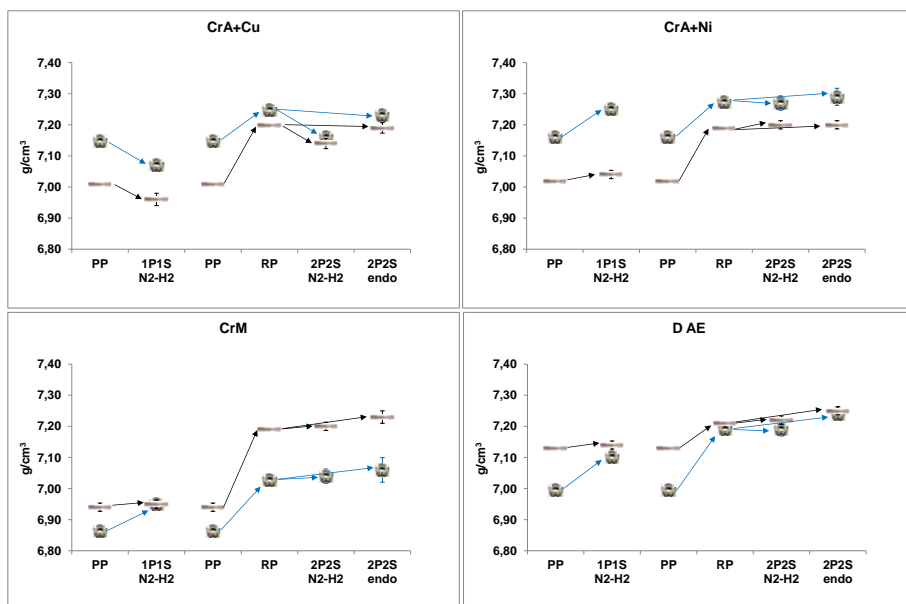 CrA+Cu
7,40
7,30
7,20
7,10
7,00
6,90
6,80
g/cm³
PP 1P1S PP RP 2P2S 2P2S
N2-H2 N2-H2 endo
CrA+Ni
7,40
7,30
7,20
7,10
7,00
6,90
6,80
g/cm³
PP 1P1S PP RP 2P2S 2P2S
N2-H2 N2-H2 endo
CrM
7,40
7,30
7,20
7,10
7,00
6,90
6,80
g/cm³
PP 1P1S PP RP 2P2S 2P2S
N2-H2 N2-H2 endo
D AE
7,40
7,30
7,20
7,10
7,00
6,90
6,80
g/cm³
PP 1P1S PP RP 2P2S 2P2S
N2-H2 N2-H2 endo